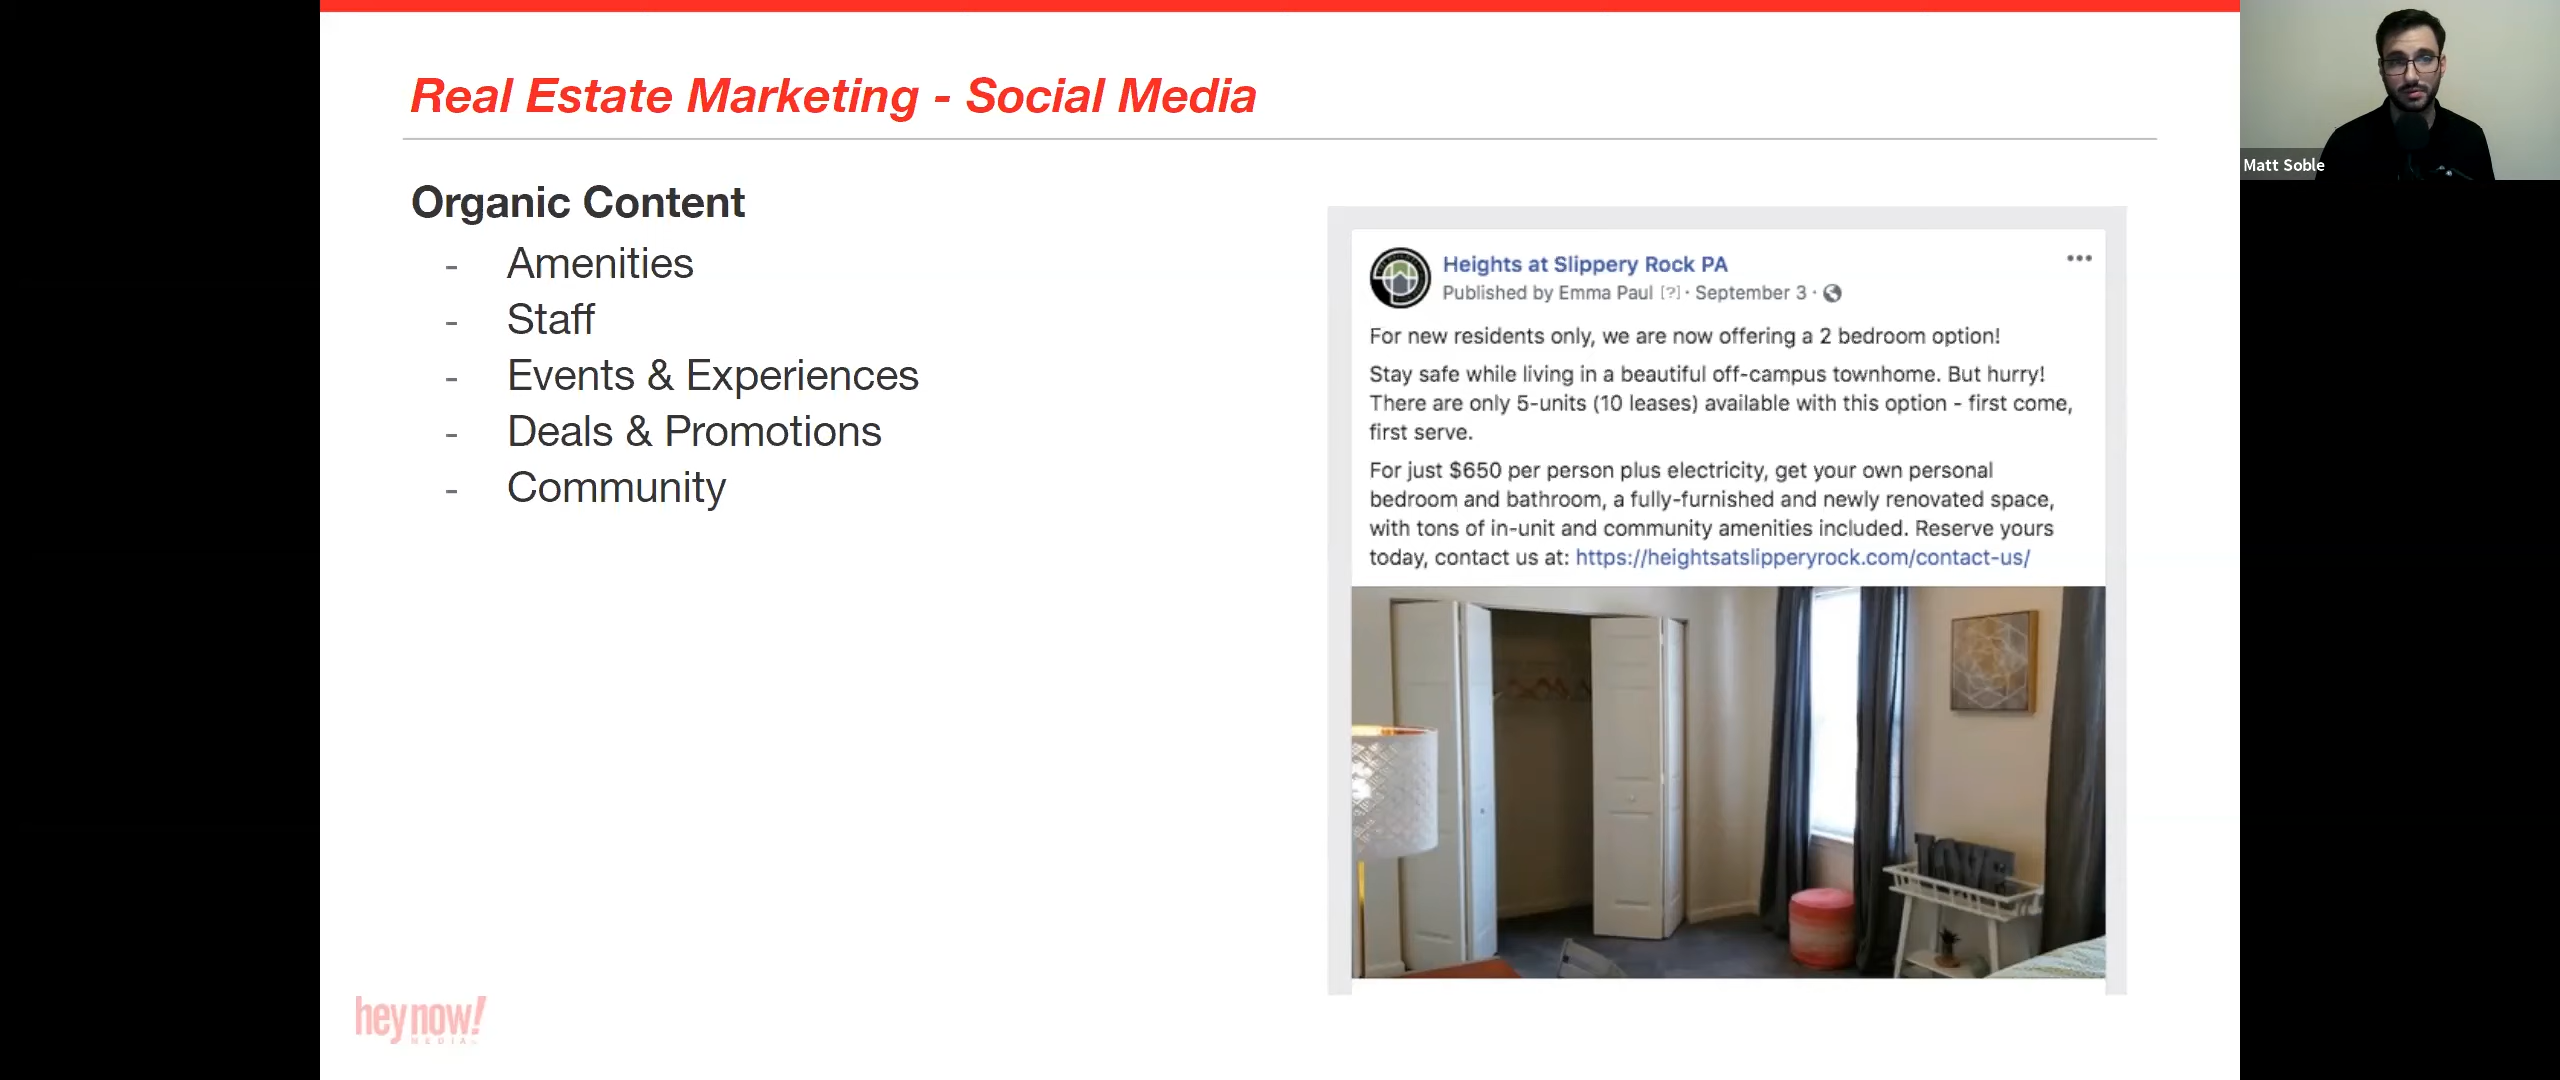 Real Estate Marketing - Social Media
Organic Content
- Amenities
- Staff
- Events & Experiences
- Deals & Promotions
- Community
Heights at Slippery Rock PA
Published by Emma Paul [?] · September 3 ·
For new residents only, we are now offering a 2 bedroom option!
Stay safe while living in a beautiful off-campus townhome. But hurry!
There are only 5-units (10 leases) available with this option - first come,
first serve.
For just $650 per person plus electricity, get your own personal
bedroom and bathroom, a fully-furnished and newly renovated space,
with tons of in-unit and community amenities included. Reserve yours
today, contact us at: https://heightsatslipperyrock.com/contact-us/
hey now!
MEDIA
Matt Soble